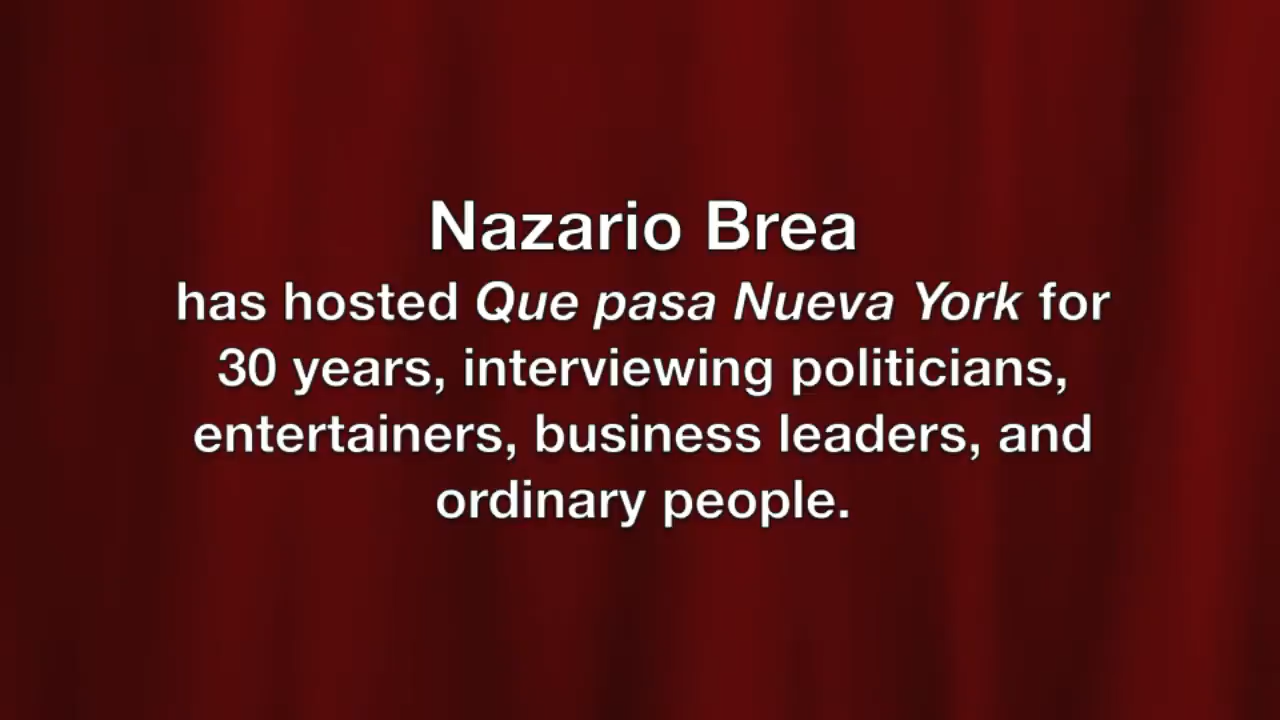 Nazario Brea
has hosted Que pasa Nueva York for
30 years, interviewing politicians,
entertainers, business leaders, and
ordinary people.